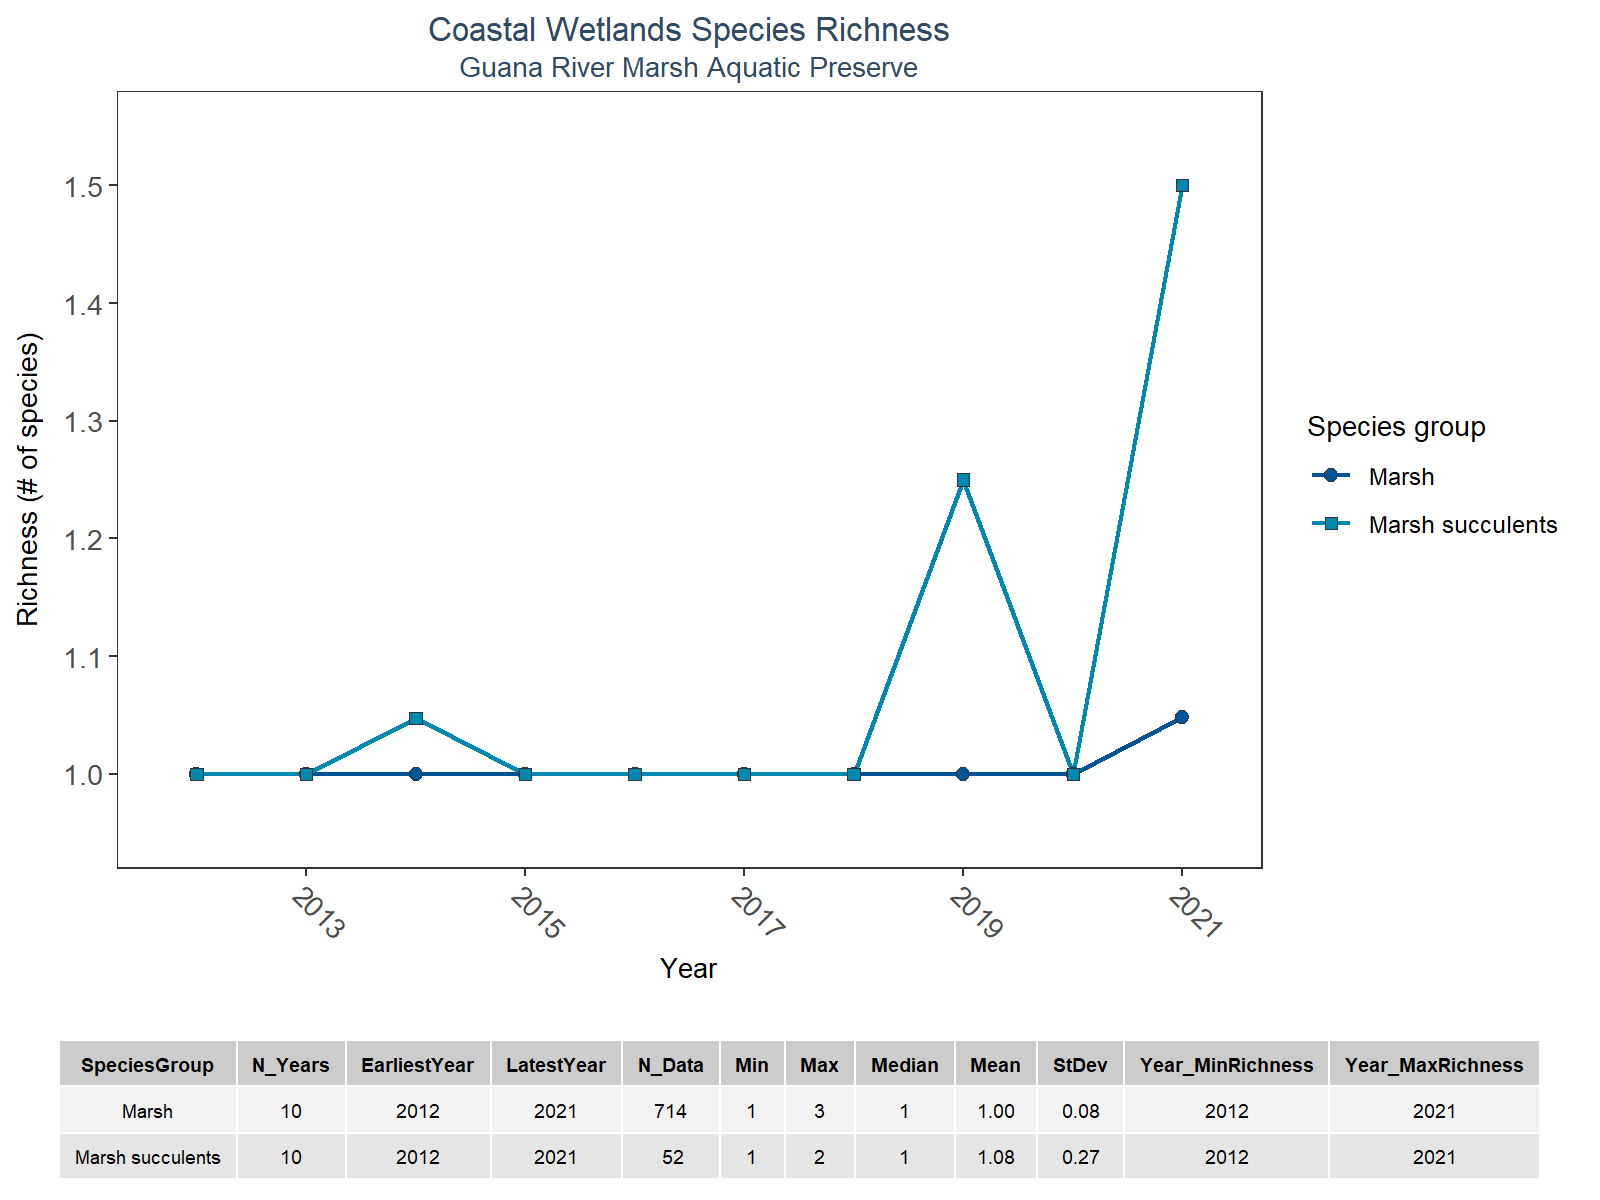 Coastal Wetlands Species Richness
Guana River Marsh Aquatic Preserve
Richness (# of species)
1.5
1.4
1.3
1.2
1.1
1.0
2013 2015 2017 2019 2021
Year
Species group
Marsh
Marsh succulents
SpeciesGroup N_Years EarliestYear LatestYear N_Data Min Max Median Mean StDev Year_MinRichness Year_MaxRichness
Marsh 10 2012 2021 714 1 3 1 1.00 0.08 2012 2021
Marsh succulents 10 2012 2021 52 1 2 1 1.08 0.27 2012 2021